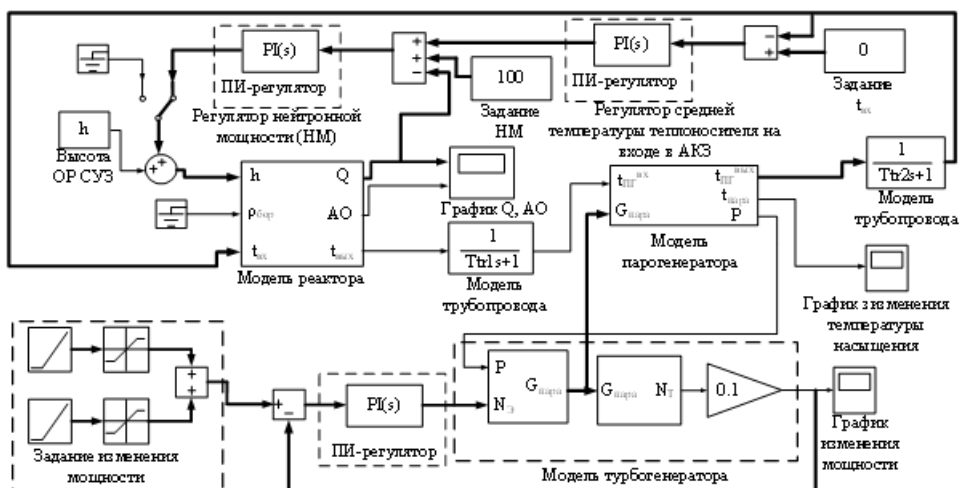 PI(s)
ПИ-регулятор
Регулятор нейтронной
мощности (НМ)
+
+
−
100
Задание
НМ
PI(s)
ПИ-регулятор
Регулятор средней
температуры теплоносителя на
входе в АКЗ
−
+
0
Задание
tвх
h
Высота
ОР СУЗ
+
+
h
Q
ρбор
АО
tвх
tвых
Модель реактора
График Q, АО
1
Ttr1s+1
Модель
трубопровода
tПГвх
tПГвых
tпара
Gпара
P
Модель
парогенератора
1
Ttr2s+1
Модель
трубопровода
График зизменения
температуры
насыщения
+
+
Задание изменения
мощности
+
−
PI(s)
ПИ-регулятор
P
Gпара
NЭ
Gпара
NТ
0.1
Модель турбогенератора
График
изменения
мощности